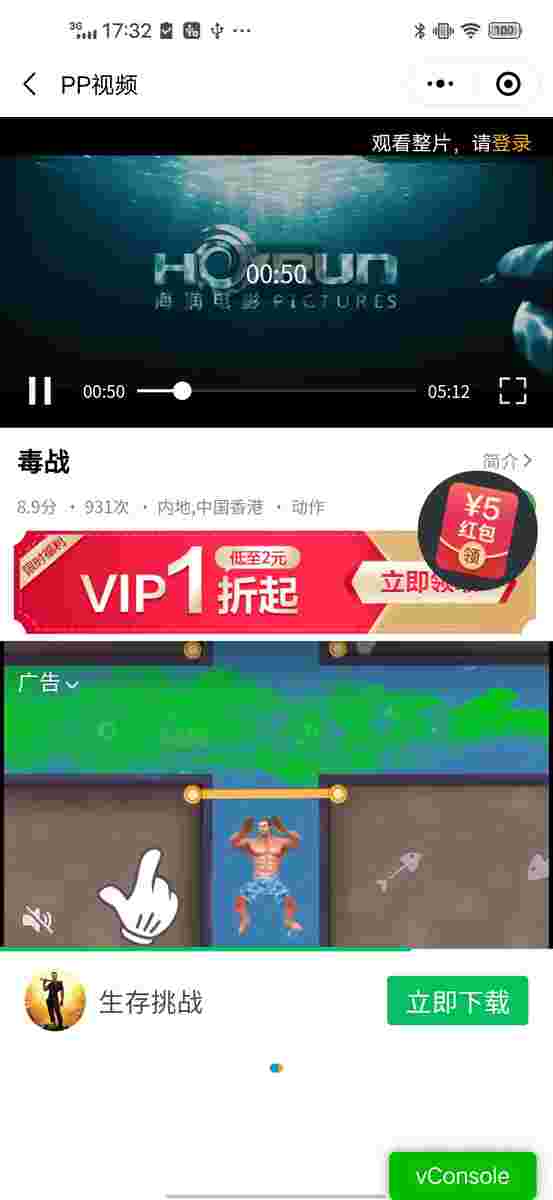 3G 17:32 100
PP视频
观看整片，请登录
HAIRUN
00:50
海润电影 PICTURES
00:50 05:12
毒战
简介
8.9分 · 931次 · 内地,中国香港 · 动作
¥5
红包
领
限时福利
VIP1折起
低至2元
立即领
广告
生存挑战
立即下载
vConsole